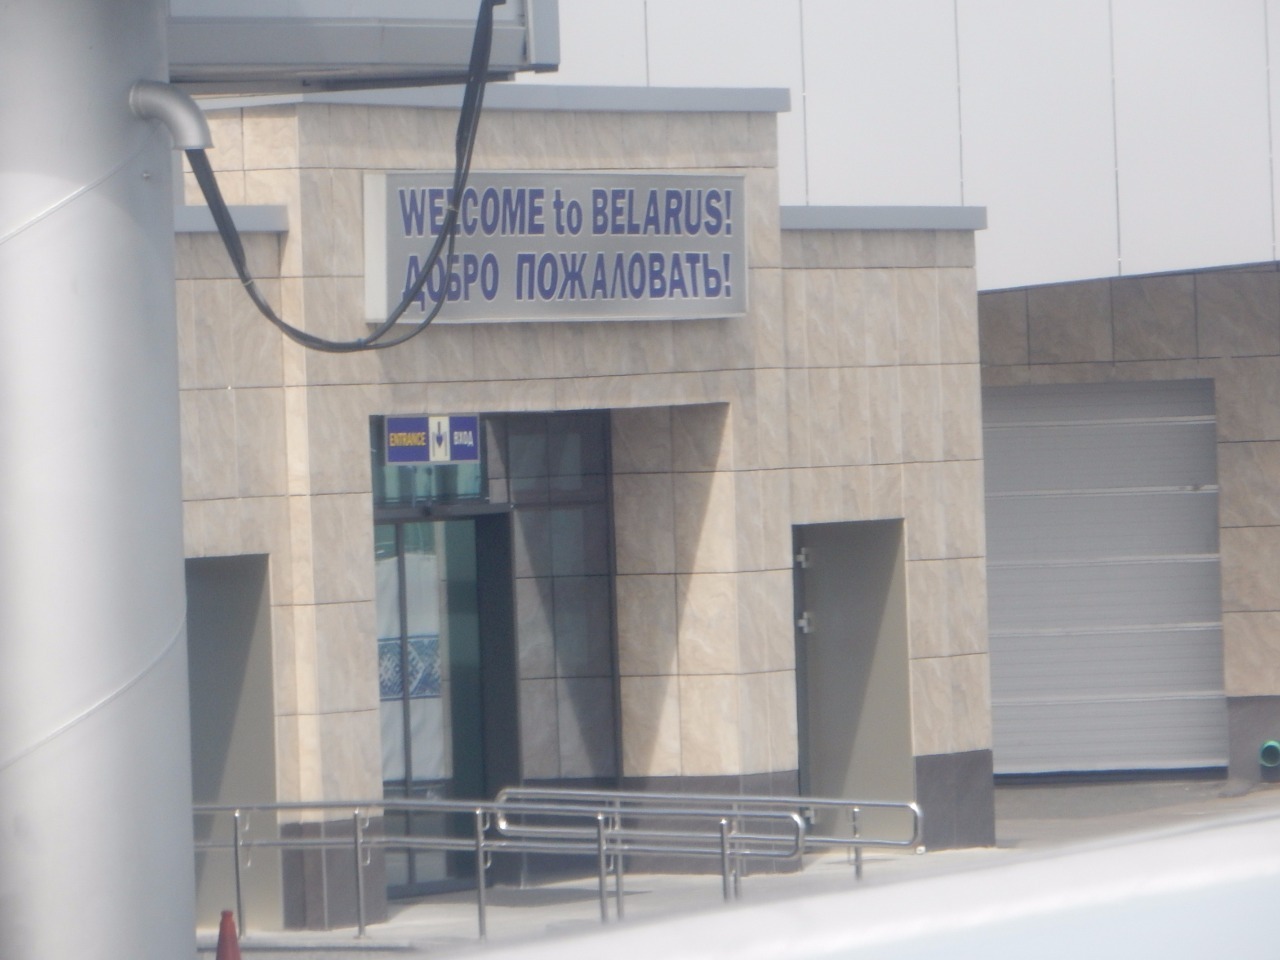 WELCOME to BELARUS!
ДОБРО ПОЖАЛОВАТЬ!
ENTRANCE ВХОД